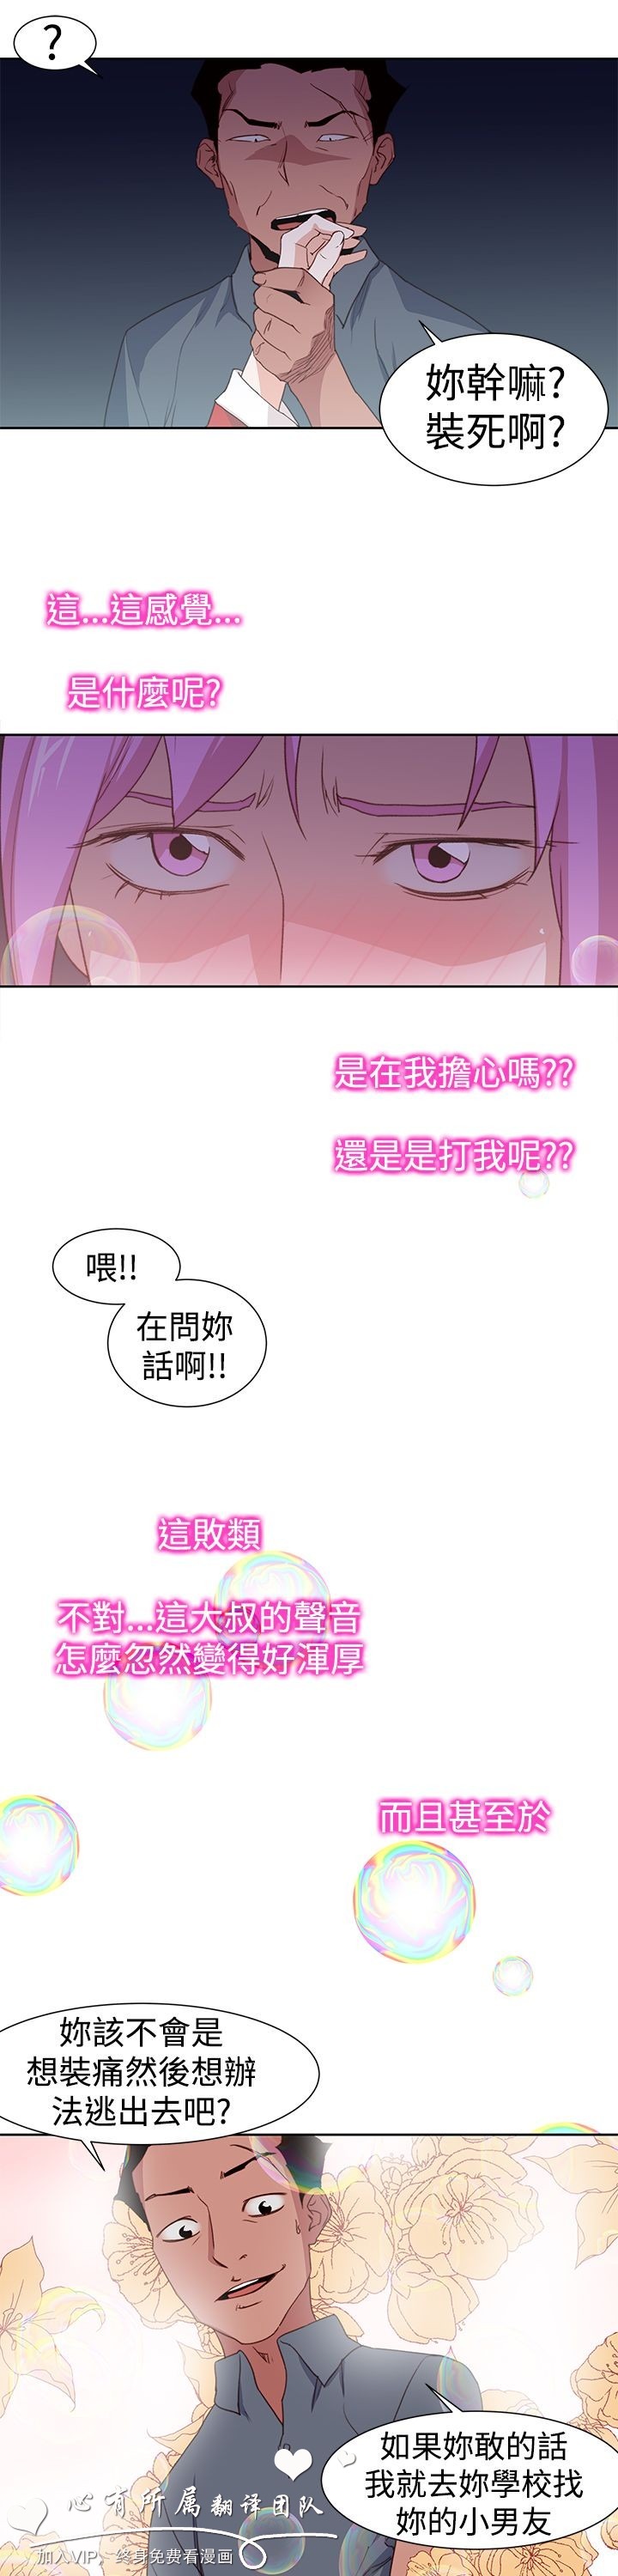 ?
妳幹嘛?
裝死啊?
這...這感覺...
是什麼呢?
是在我擔心嗎??
還是是打我呢??
喂!!
在問妳
話啊!!
這敗類
不對...這大叔的聲音
怎麼忽然變得好渾厚
而且甚至於
妳該不會是
想裝痛然後想辦
法逃出去吧?
如果妳敢的話
我就去妳學校找
妳的小男友
心有所属翻译团队
加入VIP，终身免费看漫画